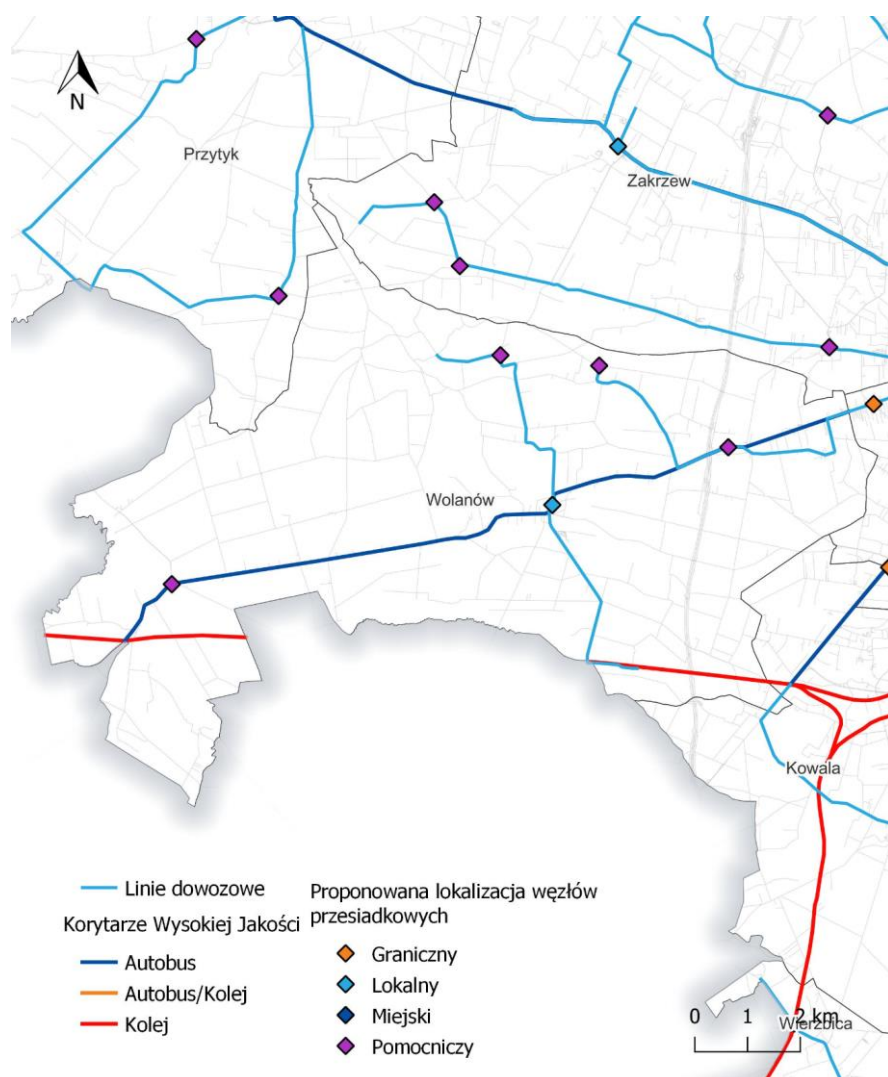 N
Przytyk
Zakrzew
Wolanów
Kowala
Wierzbica
Linie dowozowe
Korytarze Wysokiej Jakości
Autobus
Autobus/Kolej
Kolej
Proponowana lokalizacja węzłów
przesiadkowych
Graniczny
Lokalny
Miejski
Pomocniczy
0 1 2 km